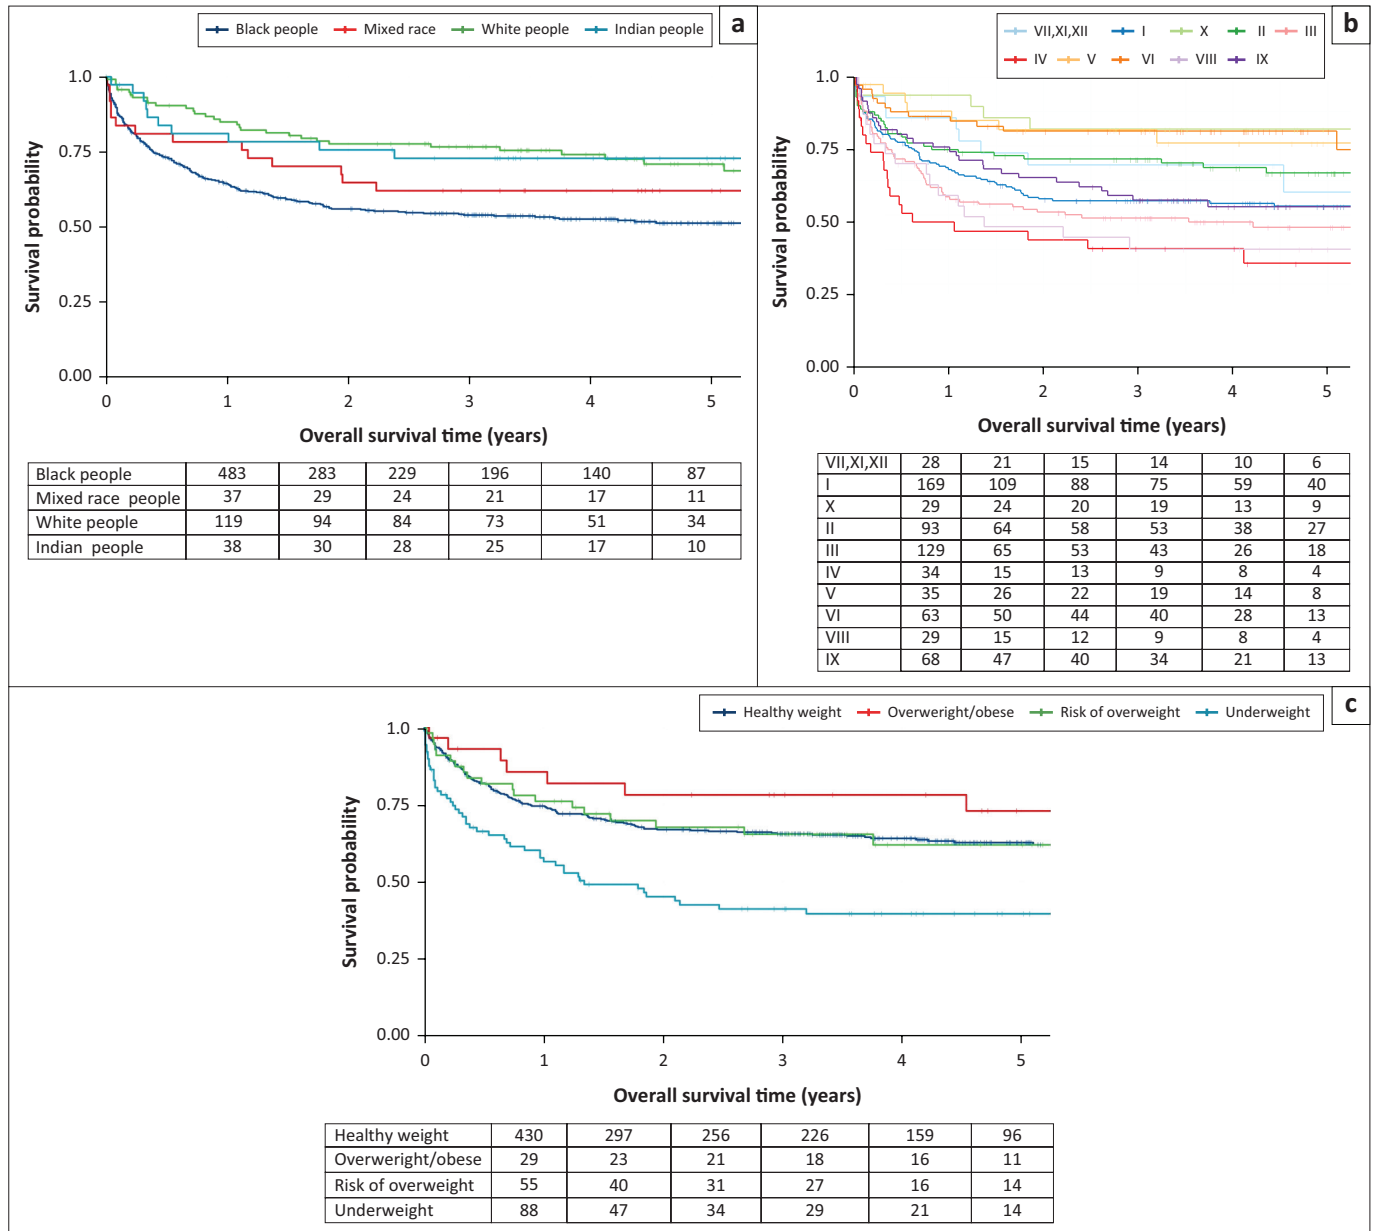 a
Black people Mixed race White people Indian people
1.0
0.75
0.50
0.25
0.00
Survival probability
0 1 2 3 4 5
Overall survival time (years)
Black people 483 283 229 196 140 87
Mixed race people 37 29 24 21 17 11
White people 119 94 84 73 51 34
Indian people 38 30 28 25 17 10
b
VII,XI,XII I X II III
IV V VI VIII IX
1.0
0.75
0.50
0.25
0.00
Survival probability
0 1 2 3 4 5
Overall survival time (years)
VII,XI,XII 28 21 15 14 10 6
I 169 109 88 75 59 40
X 29 24 20 19 13 9
II 93 64 58 53 38 27
III 129 65 53 43 26 18
IV 34 15 13 9 8 4
V 35 26 22 19 14 8
VI 63 50 44 40 28 13
VIII 29 15 12 9 8 4
IX 68 47 40 34 21 13
c
Healthy weight Overweright/obese Risk of overweight Underweight
1.0
0.75
0.50
0.25
0.00
Survival probability
0 1 2 3 4 5
Overall survival time (years)
Healthy weight 430 297 256 226 159 96
Overweright/obese 29 23 21 18 16 11
Risk of overweight 55 40 31 27 16 14
Underweight 88 47 34 29 21 14